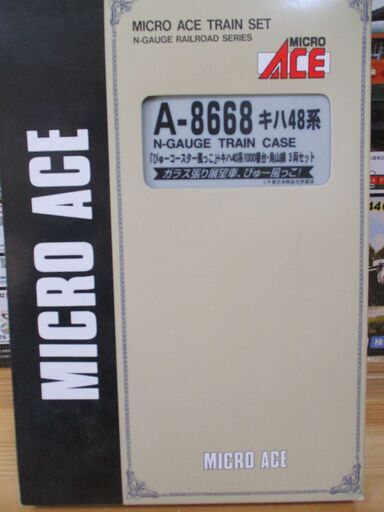 MICRO ACE TRAIN SET
N-GAUGE RAILROAD SERIES
MICRO
ACE
A-8668 キハ48系
N-GAUGE TRAIN CASE
「びゅーコースター風っこ」+キハ40系1000番台・烏山線 3両セット
ガラス張り展望車、びゅー風っこ!
MICRO ACE
MICRO ACE